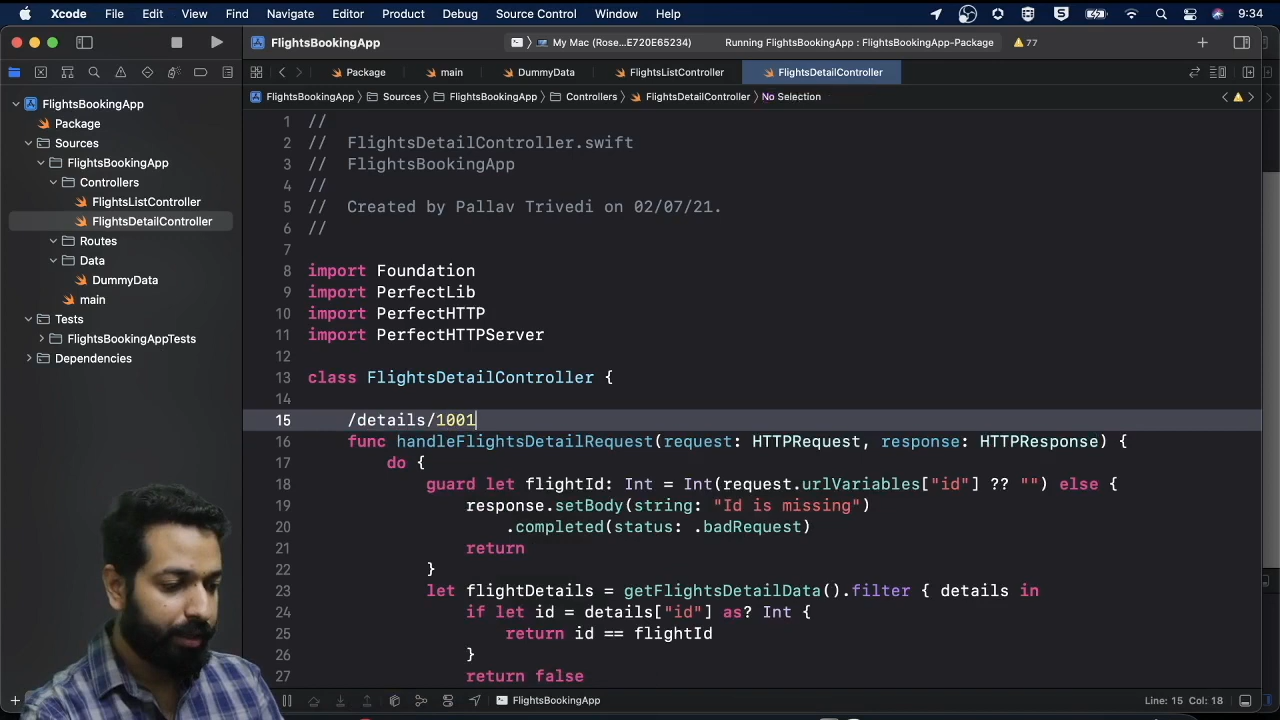 Xcode File Edit View Find Navigate Editor Product Debug Source Control Window Help 9:34
FlightsBookingApp My Mac (Rose...E720E65234) Running FlightsBookingApp : FlightsBookingApp-Package 77
Package main DummyData FlightsListController FlightsDetailController
FlightsBookingApp Sources FlightsBookingApp Controllers FlightsDetailController No Selection
FlightsBookingApp
Package
Sources
FlightsBookingApp
Controllers
FlightsListController
FlightsDetailController
Routes
Data
DummyData
main
Tests
FlightsBookingAppTests
Dependencies
1 //
2 // FlightsDetailController.swift
3 // FlightsBookingApp
4 //
5 // Created by Pallav Trivedi on 02/07/21.
6 //
7
8 import Foundation
9 import PerfectLib
10 import PerfectHTTP
11 import PerfectHTTPServer
12
13 class FlightsDetailController {
14
15 /details/1001
16 func handleFlightsDetailRequest(request: HTTPRequest, response: HTTPResponse) {
17 do {
18 guard let flightId: Int = Int(request.urlVariables["id"] ?? "") else {
19 response.setBody(string: "Id is missing")
20 .completed(status: .badRequest)
21 return
22 }
23 let flightDetails = getFlightsDetailData().filter { details in
24 if let id = details["id"] as? Int {
25 return id == flightId
26 }
27 return false
FlightsBookingApp Line: 15 Col: 18